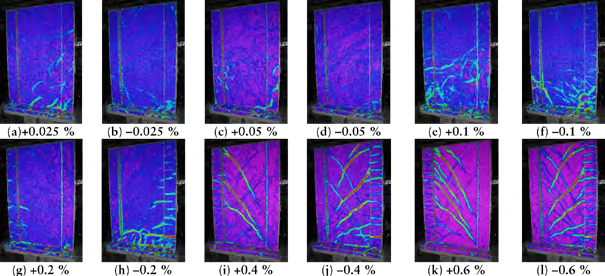 (a)+0.025 % (b) −0.025 % (c) +0.05 % (d) −0.05 % (e) +0.1 % (f) −0.1 %
(g) +0.2 % (h) −0.2 % (i) +0.4 % (j) −0.4 % (k) +0.6 % (l) −0.6 %